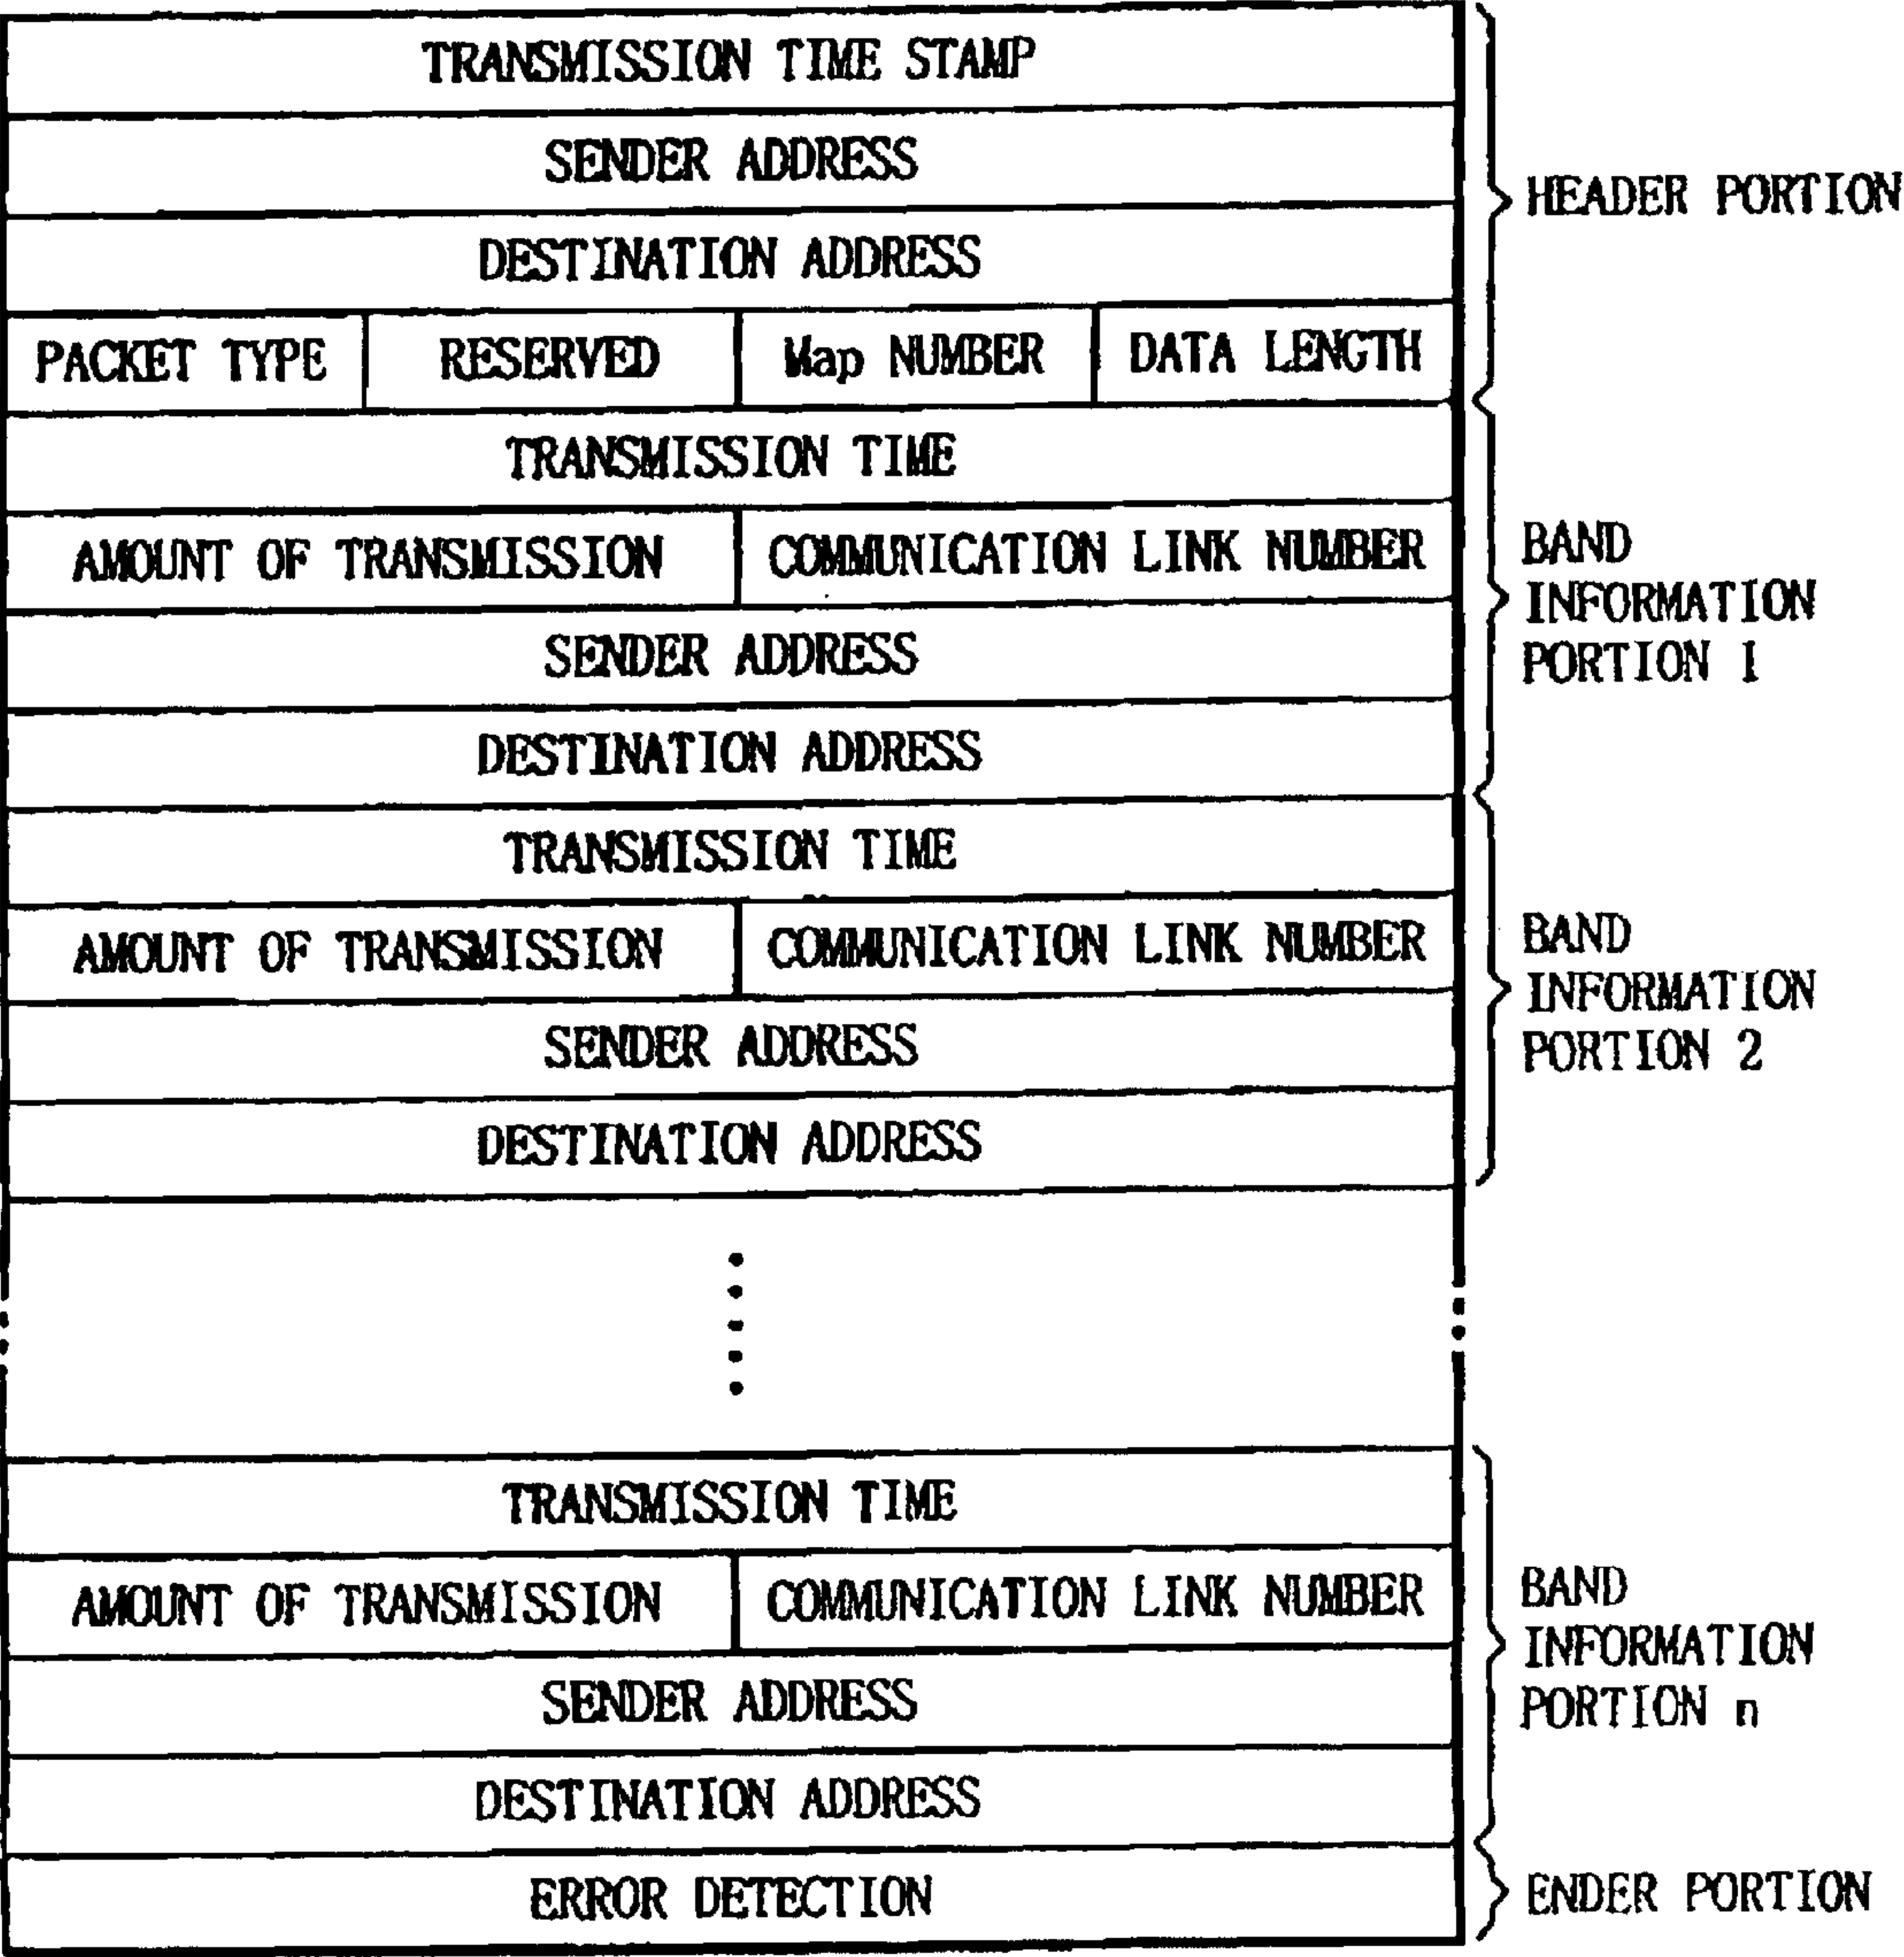 TRANSMISSION TIME STAMP
SENDER ADDRESS
DESTINATION ADDRESS
HEADER PORTION
PACKET TYPE RESERVED Map NUMBER DATA LENGTH
TRANSMISSION TIME
AMOUNT OF TRANSMISSION COMMUNICATION LINK NUMBER
SENDER ADDRESS
DESTINATION ADDRESS
BAND
INFORMATION
PORTION 1
TRANSMISSION TIME
AMOUNT OF TRANSMISSION COMMUNICATION LINK NUMBER
SENDER ADDRESS
DESTINATION ADDRESS
BAND
INFORMATION
PORTION 2
TRANSMISSION TIME
AMOUNT OF TRANSMISSION COMMUNICATION LINK NUMBER
SENDER ADDRESS
DESTINATION ADDRESS
BAND
INFORMATION
PORTION n
ERROR DETECTION
ENDER PORTION